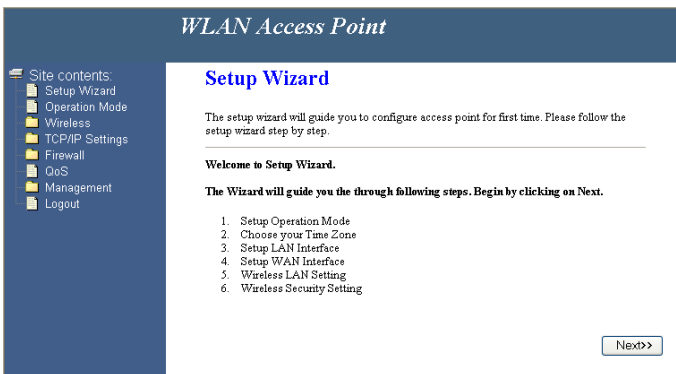 WLAN Access Point
Site contents:
Setup Wizard
Operation Mode
Wireless
TCP/IP Settings
Firewall
QoS
Management
Logout
Setup Wizard
The setup wizard will guide you to configure access point for first time. Please follow the
setup wizard step by step.
Welcome to Setup Wizard.
The Wizard will guide you the through following steps. Begin by clicking on Next.
1. Setup Operation Mode
2. Choose your Time Zone
3. Setup LAN Interface
4. Setup WAN Interface
5. Wireless LAN Setting
6. Wireless Security Setting
Next>>